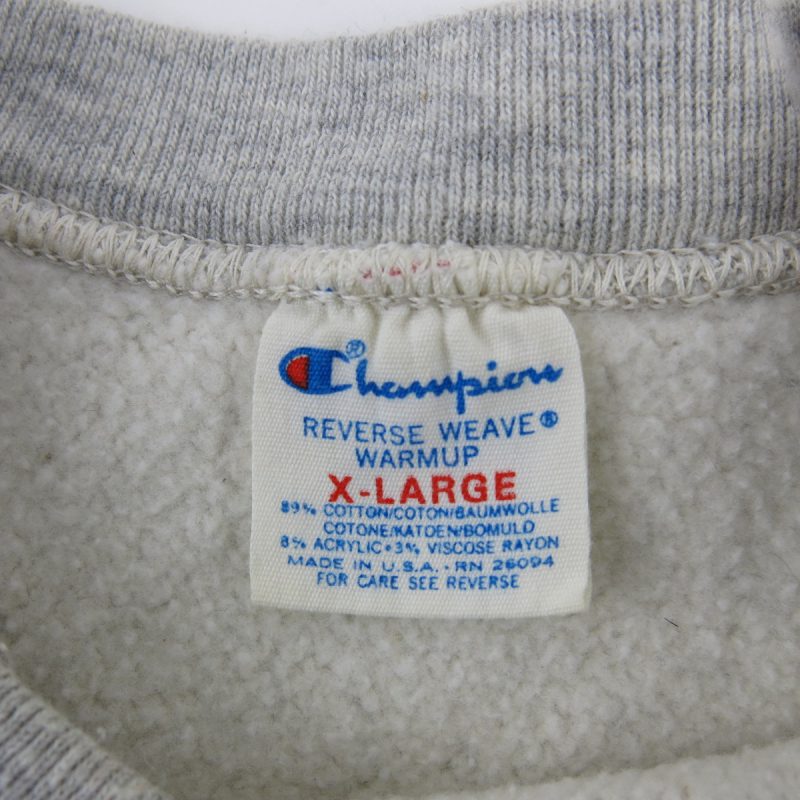 Champion®
REVERSE WEAVE®
WARMUP
X-LARGE
89% COTTON/COTON/BAUMWOLLE
COTONE/KATOEN/BOMULD
8% ACRYLIC•3% VISCOSE RAYON
MADE IN U.S.A.-RN 26094
FOR CARE SEE REVERSE